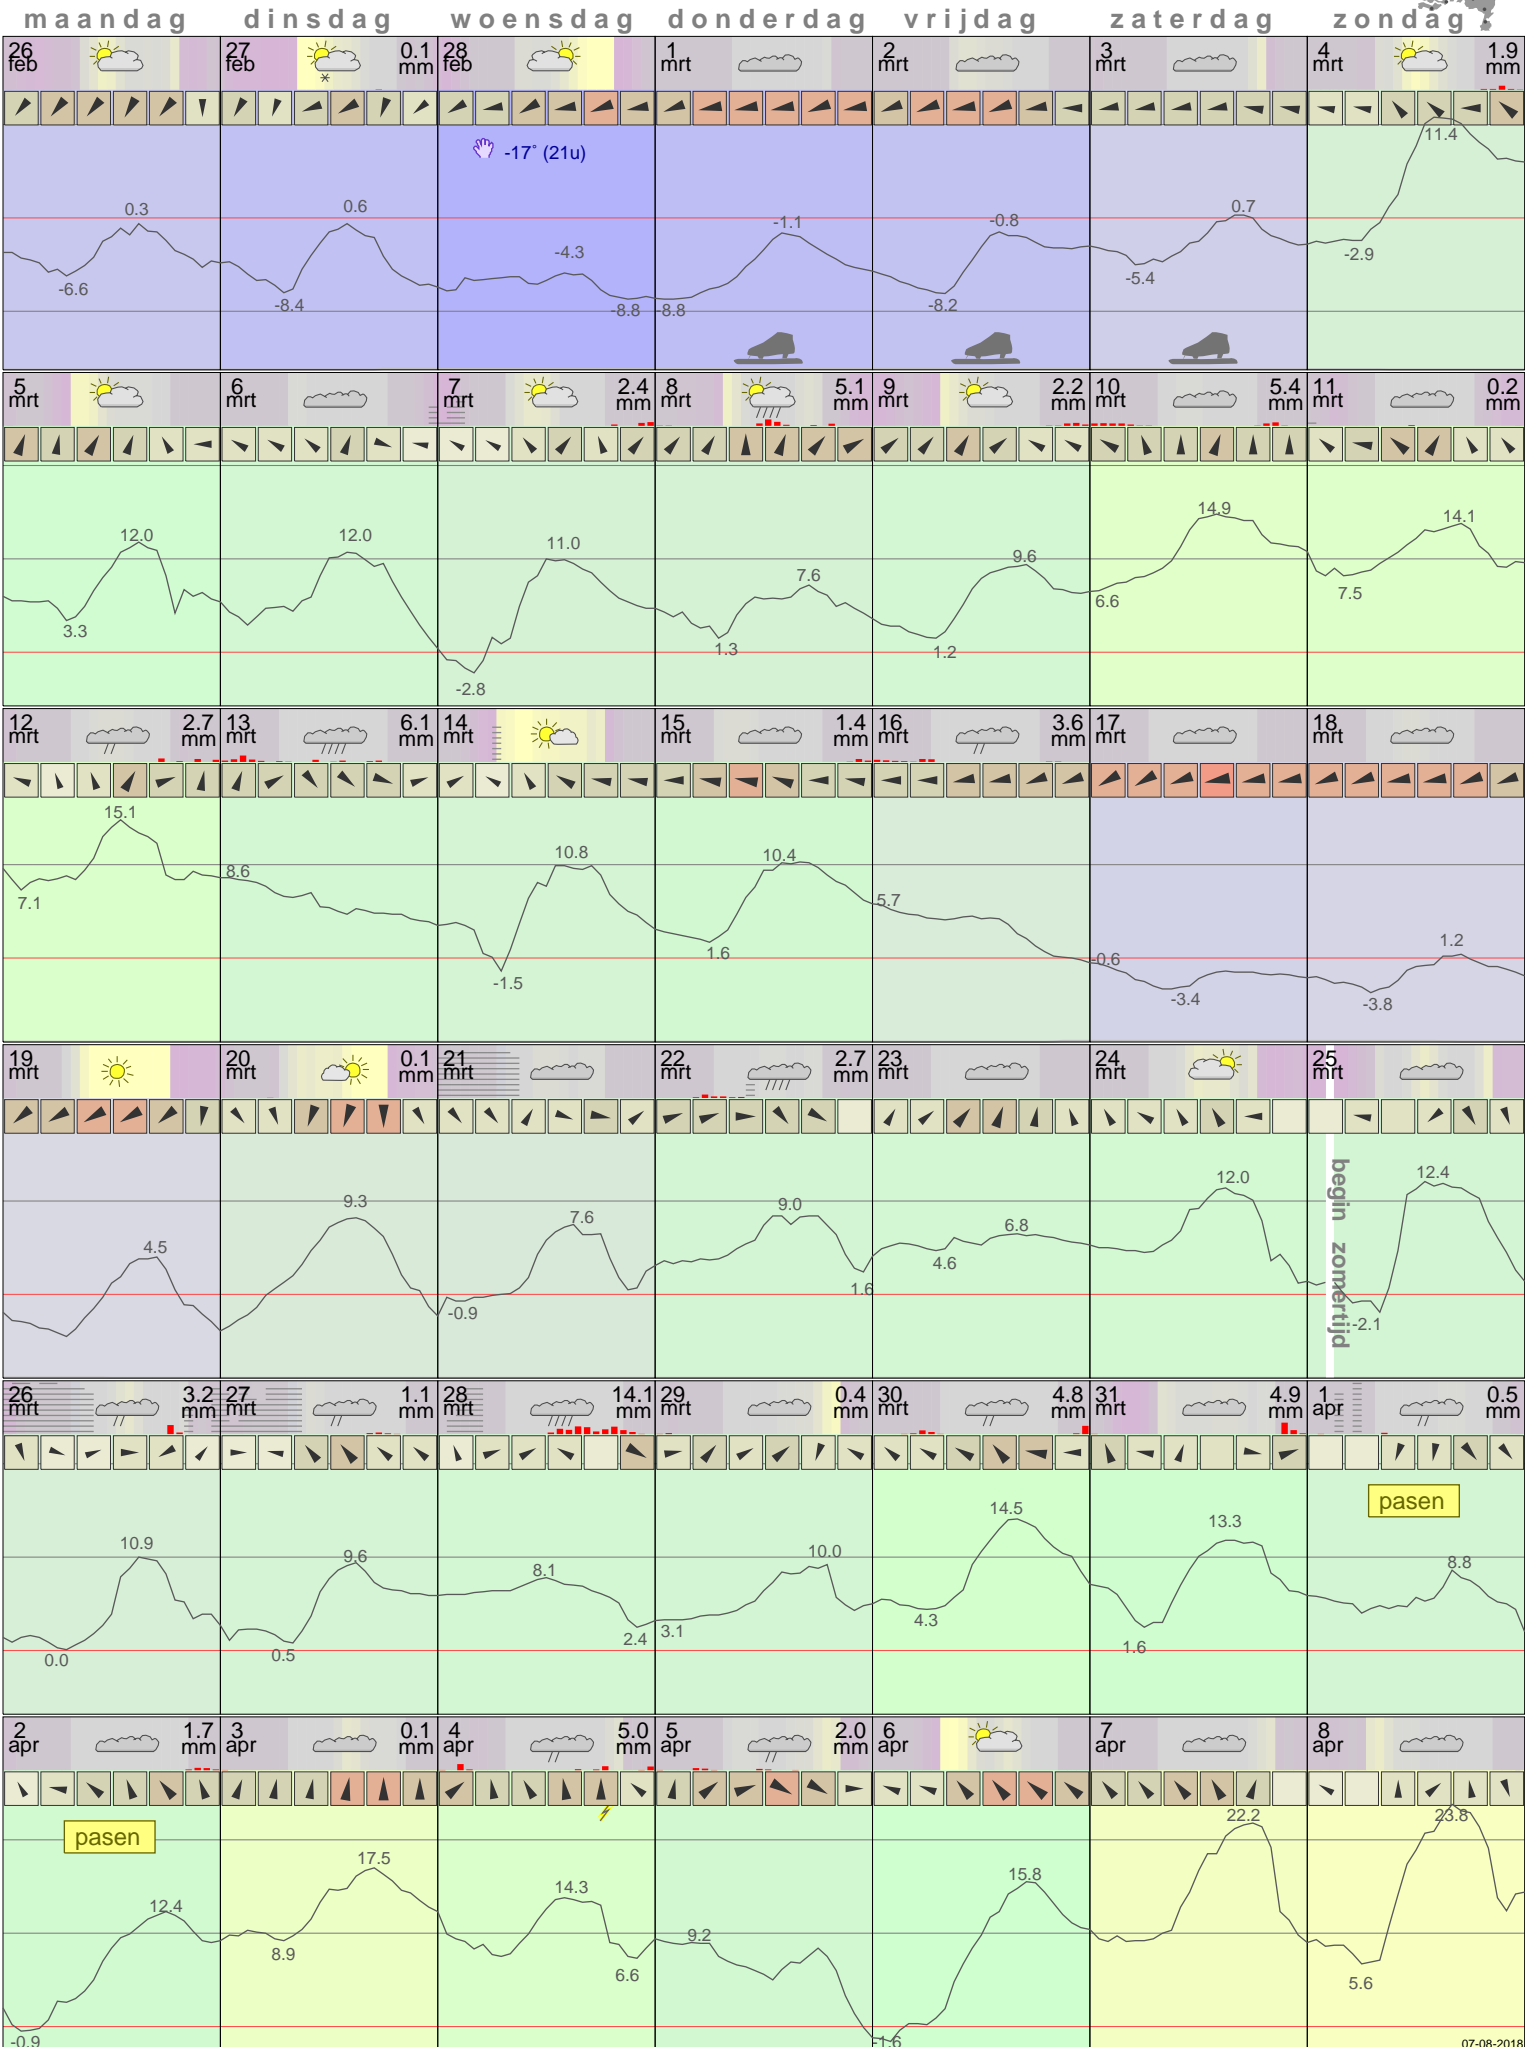 maandag dinsdag woensdag donderdag vrijdag zaterdag zondag
26 27 0.1 28 1 2 3 4 1.9
feb feb mm feb mrt mrt mrt mrt mm
11.4
-17° (21u)
0.3 0.6 -4.3 -1.1 -0.8 0.7
-6.6 -8.4 -8.8 -8.8 -8.2 -5.4 -2.9
5 6 7 2.4 8 5.1 9 2.2 10 5.4 11 0.2
mrt mrt mrt mm mrt mm mrt mm mrt mm mrt mm
12.0 12.0 11.0 7.6 9.6 14.9 14.1
3.3 -2.8 1.3 1.2 6.6 7.5
12 2.7 13 6.1 14 15 1.4 16 3.6 17 18
mrt mm mrt mm mrt mrt mm mrt mm mrt mrt
15.1 8.6 10.8 10.4 5.7 -0.6 1.2
7.1 -1.5 1.6 -3.4 -3.8
19 20 0.1 21 22 2.7 23 24 25
mrt mrt mm mrt mrt mm mrt mrt mrt
begin zomertijd
4.5 9.3 7.6 9.0 6.8 12.0 12.4
-0.9 1.6 4.6 -2.1
26 3.2 27 1.1 28 14.1 29 0.4 30 4.8 31 4.9 1 0.5
mrt mm mrt mm mrt mm mrt mm mrt mm mrt mm apr mm
pasen
10.9 9.6 8.1 10.0 14.5 13.3 8.8
0.0 0.5 2.4 3.1 4.3 1.6
2 1.7 3 0.1 4 5.0 5 2.0 6 7 8
apr mm apr mm apr mm apr mm apr apr apr
pasen
12.4 17.5 14.3 9.2 15.8 22.2 23.8
-0.9 8.9 6.6 -1.6 5.6
07-08-2018